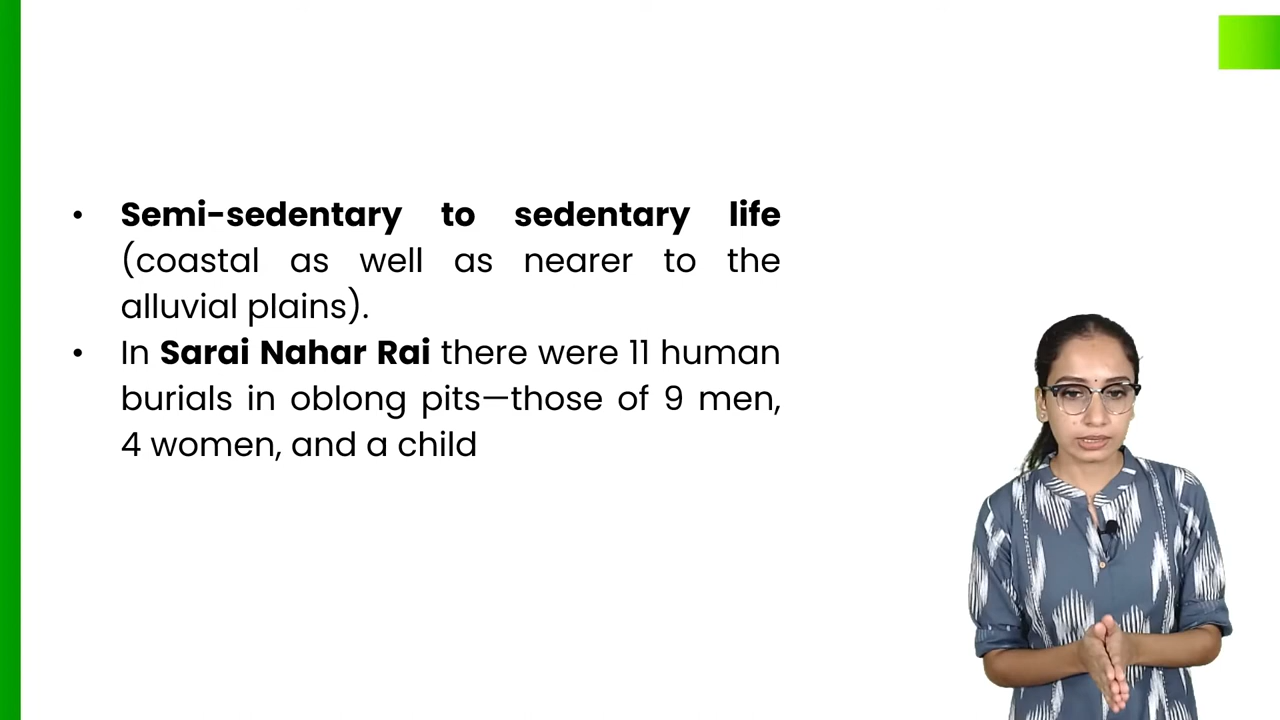 • Semi-sedentary to sedentary life
(coastal as well as nearer to the
alluvial plains).
• In Sarai Nahar Rai there were 11 human
burials in oblong pits—those of 9 men,
4 women, and a child